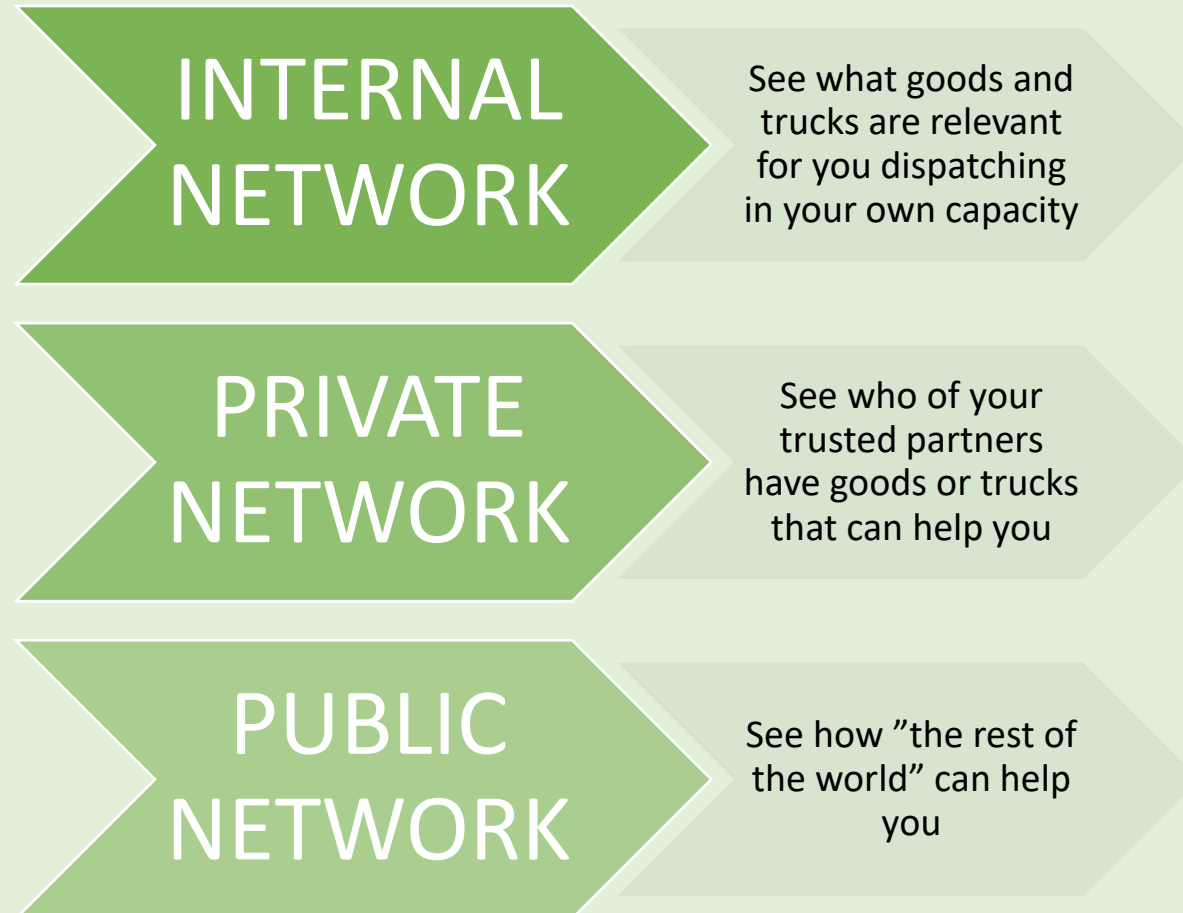 INTERNAL
NETWORK
See what goods and
trucks are relevant
for you dispatching
in your own capacity
PRIVATE
NETWORK
See who of your
trusted partners
have goods or trucks
that can help you
PUBLIC
NETWORK
See how ”the rest of
the world” can help
you